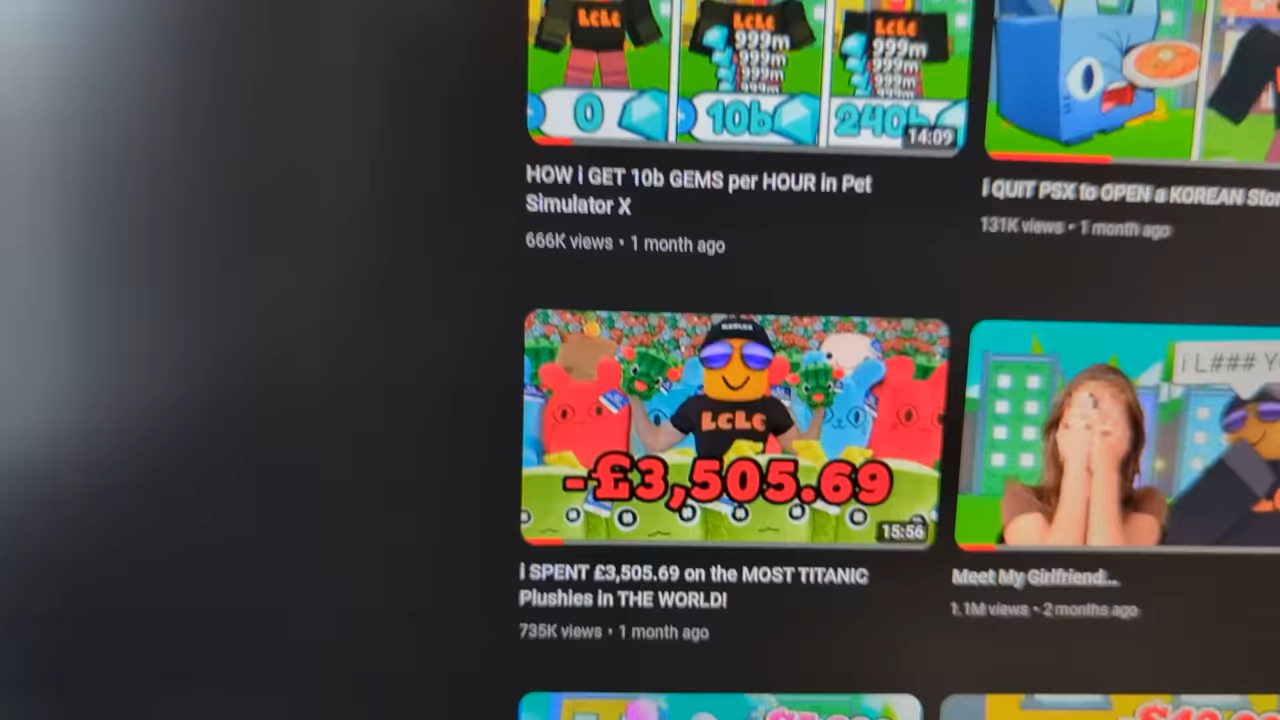 LCLC
LCLC
LCLC
999m
999m
999m
999m
999m
999m
999m
999m
0
10b
240b
14:09
HOW i GET 10b GEMS per HOUR in Pet
Simulator X
666K views • 1 month ago
i QUIT PSX to OPEN a KOREAN
131K views • 1 month ago
LCLC
-£3,505.69
15:56
i SPENT £3,505.69 on the MOST TITANIC
Plushies in THE WORLD!
735K views • 1 month ago
i L### Y
Meet My Girlfriend...
1.1M views • 2 months ago